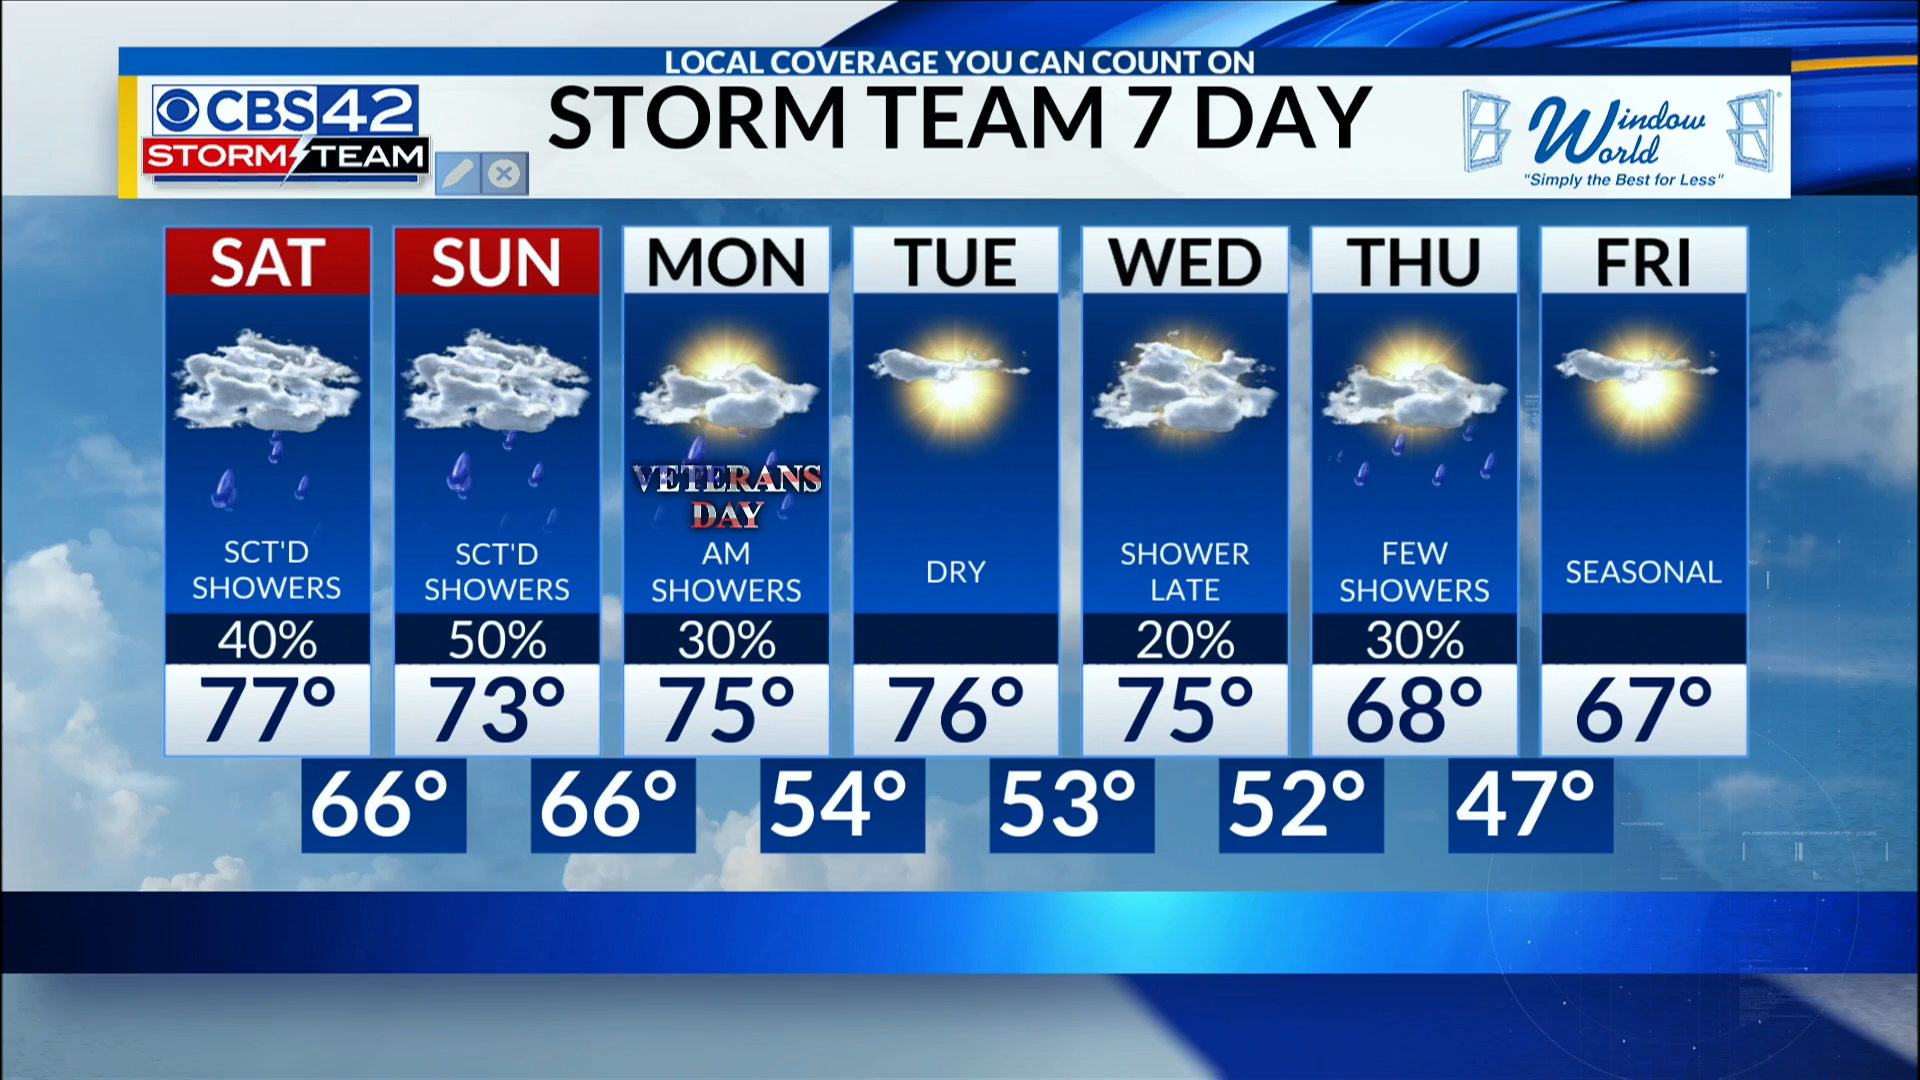 LOCAL COVERAGE YOU CAN COUNT ON
CBS 42
STORM TEAM
STORM TEAM 7 DAY
Window World
"Simply the Best for Less"
SAT SUN MON TUE WED THU FRI
VETERANS
DAY
SCT'D SCT'D AM SHOWER FEW
SHOWERS SHOWERS SHOWERS DRY LATE SHOWERS SEASONAL
40% 50% 30% 20% 30%
77° 73° 75° 76° 75° 68° 67°
66° 66° 54° 53° 52° 47°